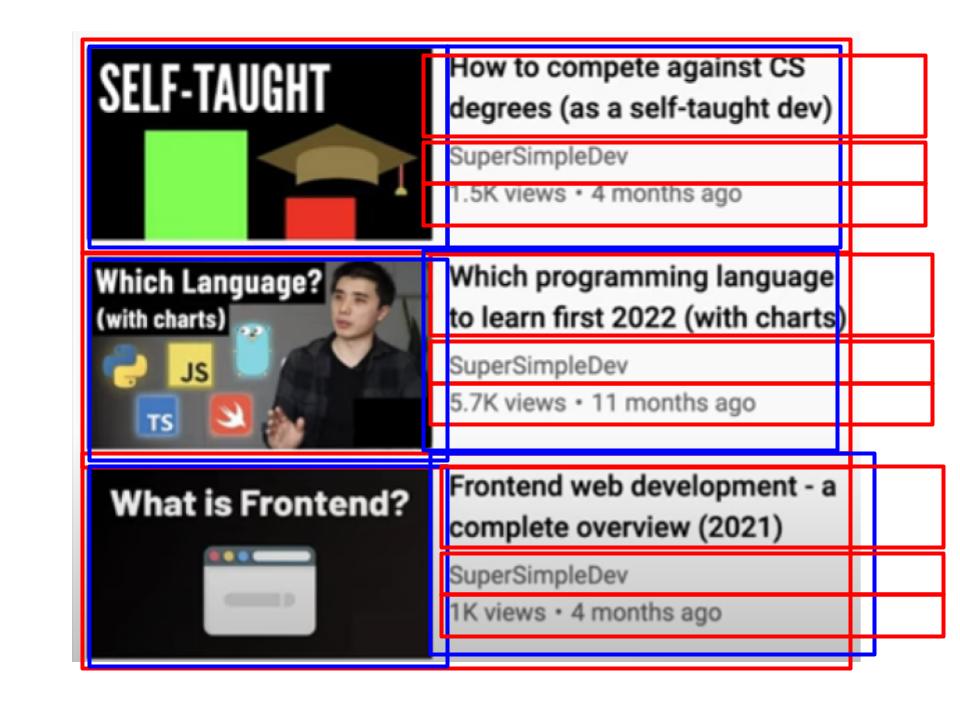 SELF-TAUGHT
How to compete against CS
degrees (as a self-taught dev)
SuperSimpleDev
1.5K views • 4 months ago
Which Language?
(with charts)
JS
TS
Which programming language
to learn first 2022 (with charts)
SuperSimpleDev
5.7K views • 11 months ago
What is Frontend?
Frontend web development - a
complete overview (2021)
SuperSimpleDev
1K views • 4 months ago